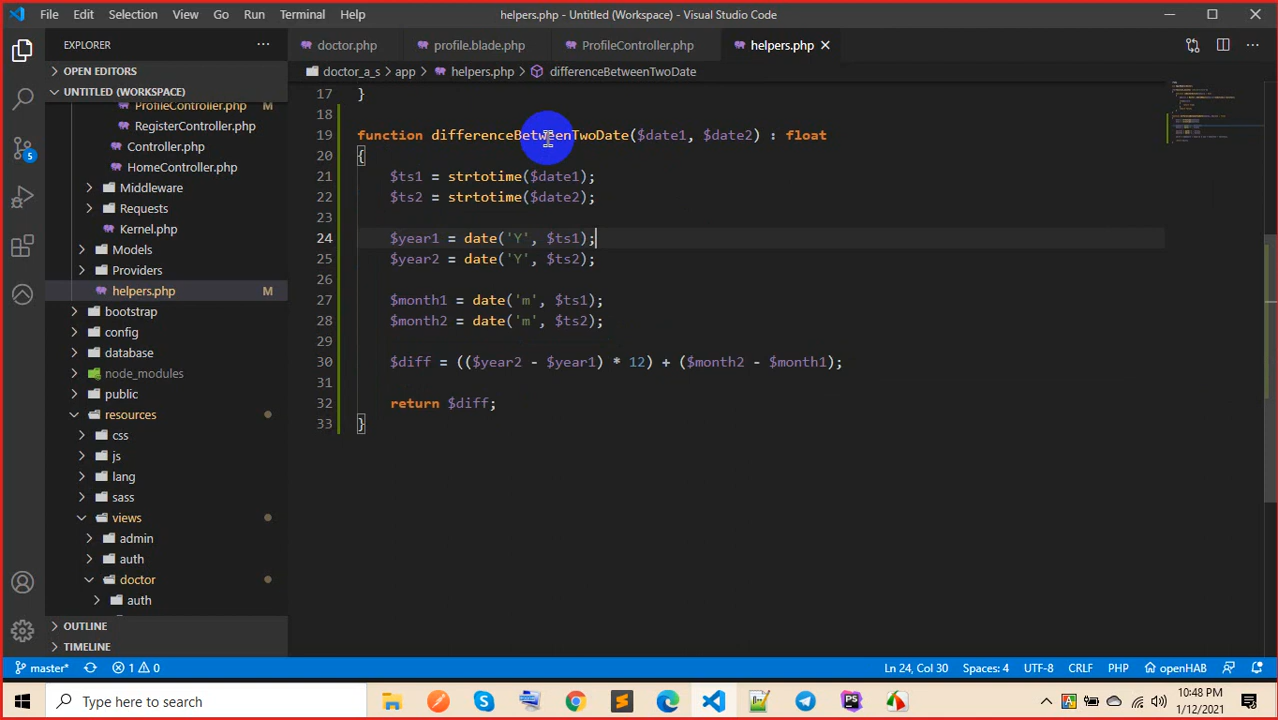 File Edit Selection View Go Run Terminal Help helpers.php - Untitled (Workspace) - Visual Studio Code
EXPLORER
doctor.php profile.blade.php ProfileController.php helpers.php
OPEN EDITORS
doctor_a_s > app > helpers.php > differenceBetweenTwoDate
UNTITLED (WORKSPACE)
ProfileController.php M
RegisterController.php
Controller.php
HomeController.php
Middleware
Requests
Kernel.php
Models
Providers
helpers.php M
bootstrap
config
database
node_modules
public
resources
css
js
lang
sass
views
admin
auth
doctor
auth
OUTLINE
TIMELINE
17 }
18
19 function differenceBetweenTwoDate($date1, $date2) : float
20 {
21 $ts1 = strtotime($date1);
22 $ts2 = strtotime($date2);
23
24 $year1 = date('Y', $ts1);
25 $year2 = date('Y', $ts2);
26
27 $month1 = date('m', $ts1);
28 $month2 = date('m', $ts2);
29
30 $diff = (($year2 - $year1) * 12) + ($month2 - $month1);
31
32 return $diff;
33 }
5
master* 1 0 Ln 24, Col 30 Spaces: 4 UTF-8 CRLF PHP openHAB
Type here to search
10:48 PM
1/12/2021